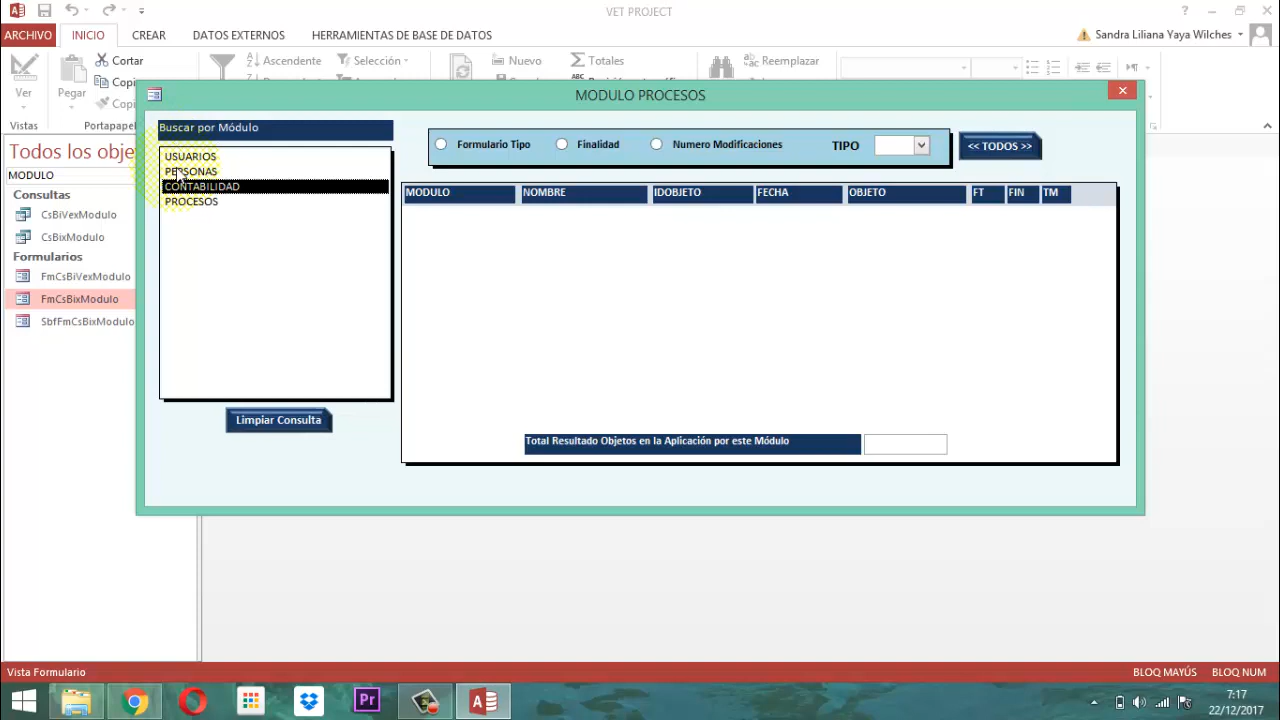 VET PROJECT
ARCHIVO INICIO CREAR DATOS EXTERNOS HERRAMIENTAS DE BASE DE DATOS
Sandra Liliana Yaya Wilches
Ver
Vistas
Pegar
Cortar
Portapapel
Ascendente
Selección
Nuevo
Totales
Reemplazar
MODULO PROCESOS
Todos los
MODULO
Consultas
CsBiVexModulo
CsBixModulo
Formularios
FmCsBiVexModulo
FmCsBixModulo
SbfFmCsBixModulo
Buscar por Módulo
USUARIOS
PERSONAS
CONTABILIDAD
PROCESOS
Limpiar Consulta
Formulario Tipo Finalidad Numero Modificaciones TIPO
<< TODOS >>
MODULO NOMBRE IDOBJETO FECHA OBJETO FT FIN TM
Total Resultado Objetos en la Aplicación por este Módulo
Vista Formulario
BLOQ MAYÚS BLOQ NUM
Pr
7:17
22/12/2017